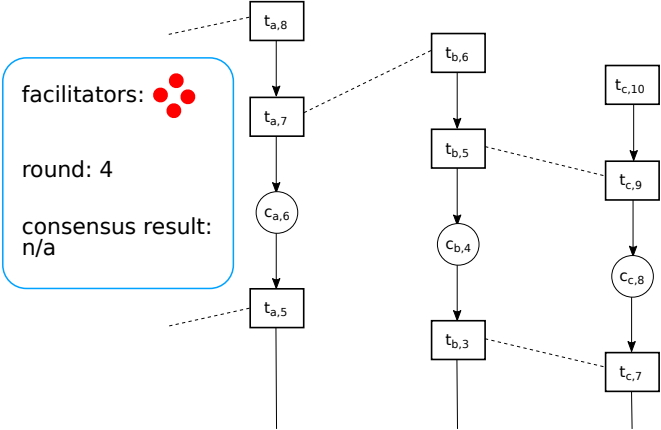 facilitators:
round: 4
consensus result:
n/a
t_a,8
t_a,7
c_a,6
t_a,5
t_b,6
t_b,5
c_b,4
t_b,3
t_c,10
t_c,9
c_c,8
t_c,7